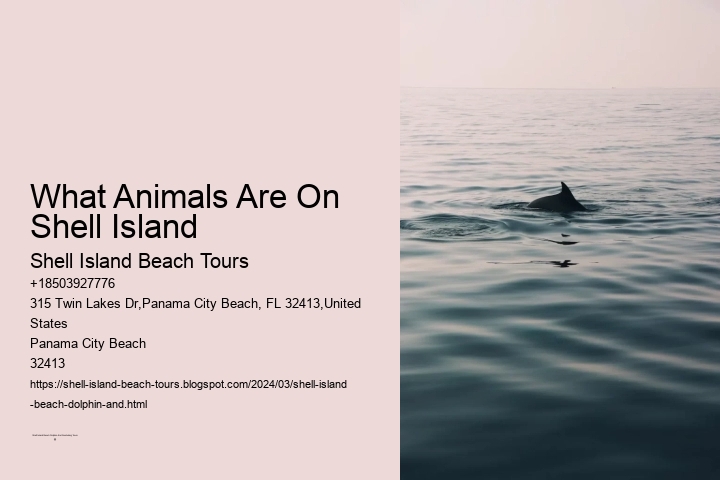 What Animals Are On
Shell Island
Shell Island Beach Tours
+18503927776
315 Twin Lakes Dr,Panama City Beach, FL 32413,United
States
Panama City Beach
32413
https://shell-island-beach-tours.blogspot.com/2024/03/shell-island
-beach-dolphin-and.html